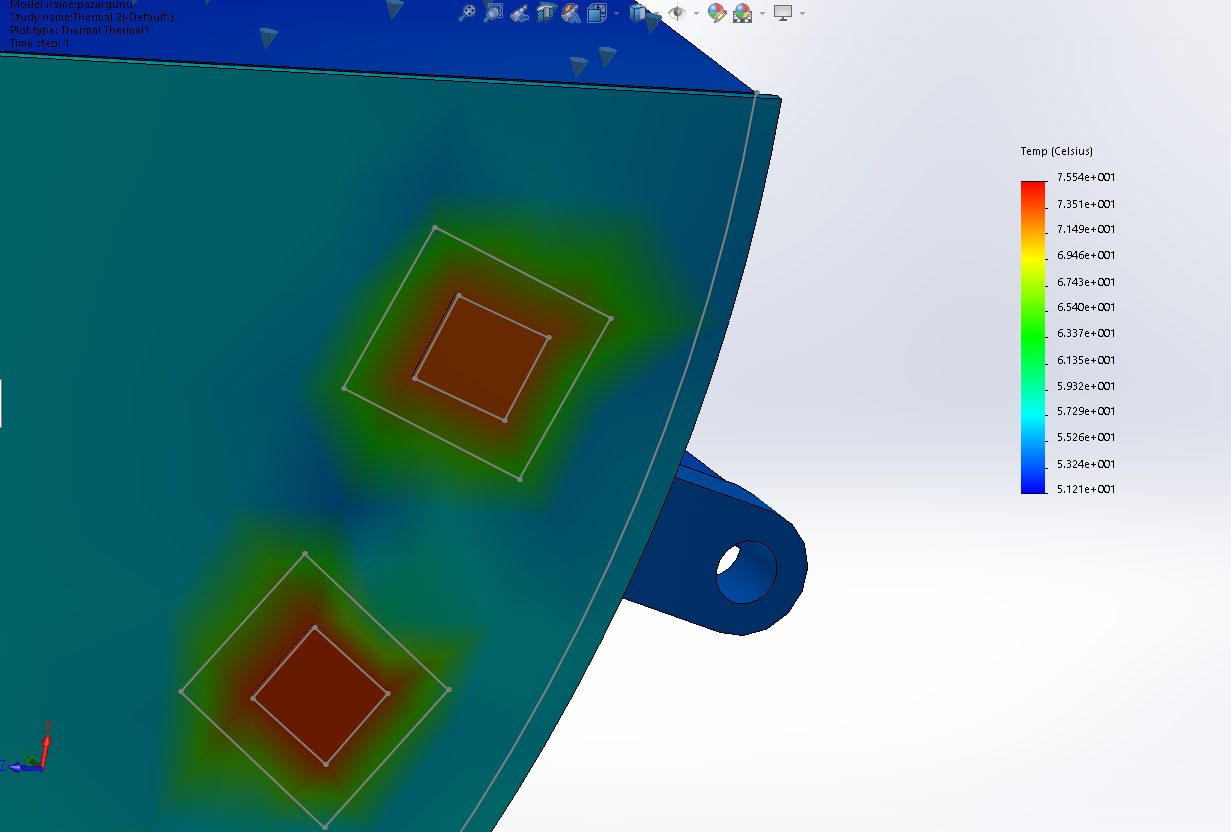 Model name:pazargunu
Study name:Thermal 2(-Default-)
Plot type: Thermal Thermal1
Time step: 1
Temp (Celsius)
7.554e+001
7.351e+001
7.149e+001
6.946e+001
6.743e+001
6.540e+001
6.337e+001
6.135e+001
5.932e+001
5.729e+001
5.526e+001
5.324e+001
5.121e+001
Z